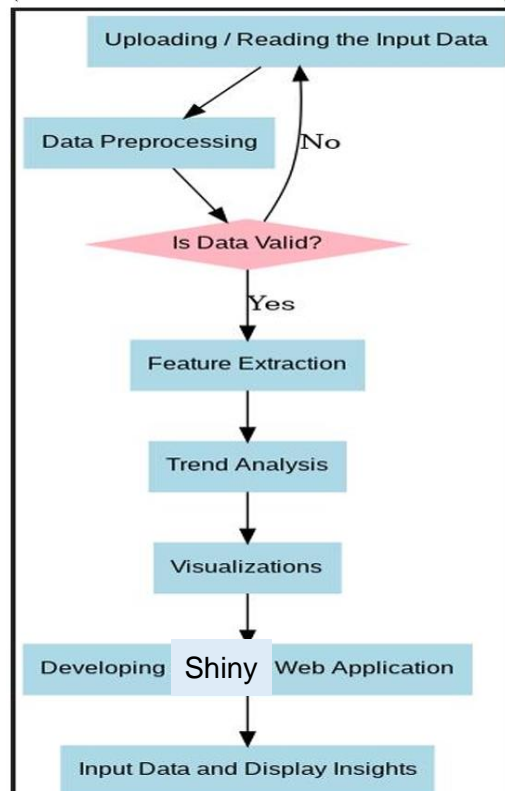 Uploading / Reading the Input Data
Data Preprocessing
No
Is Data Valid?
Yes
Feature Extraction
Trend Analysis
Visualizations
Developing Shiny Web Application
Input Data and Display Insights